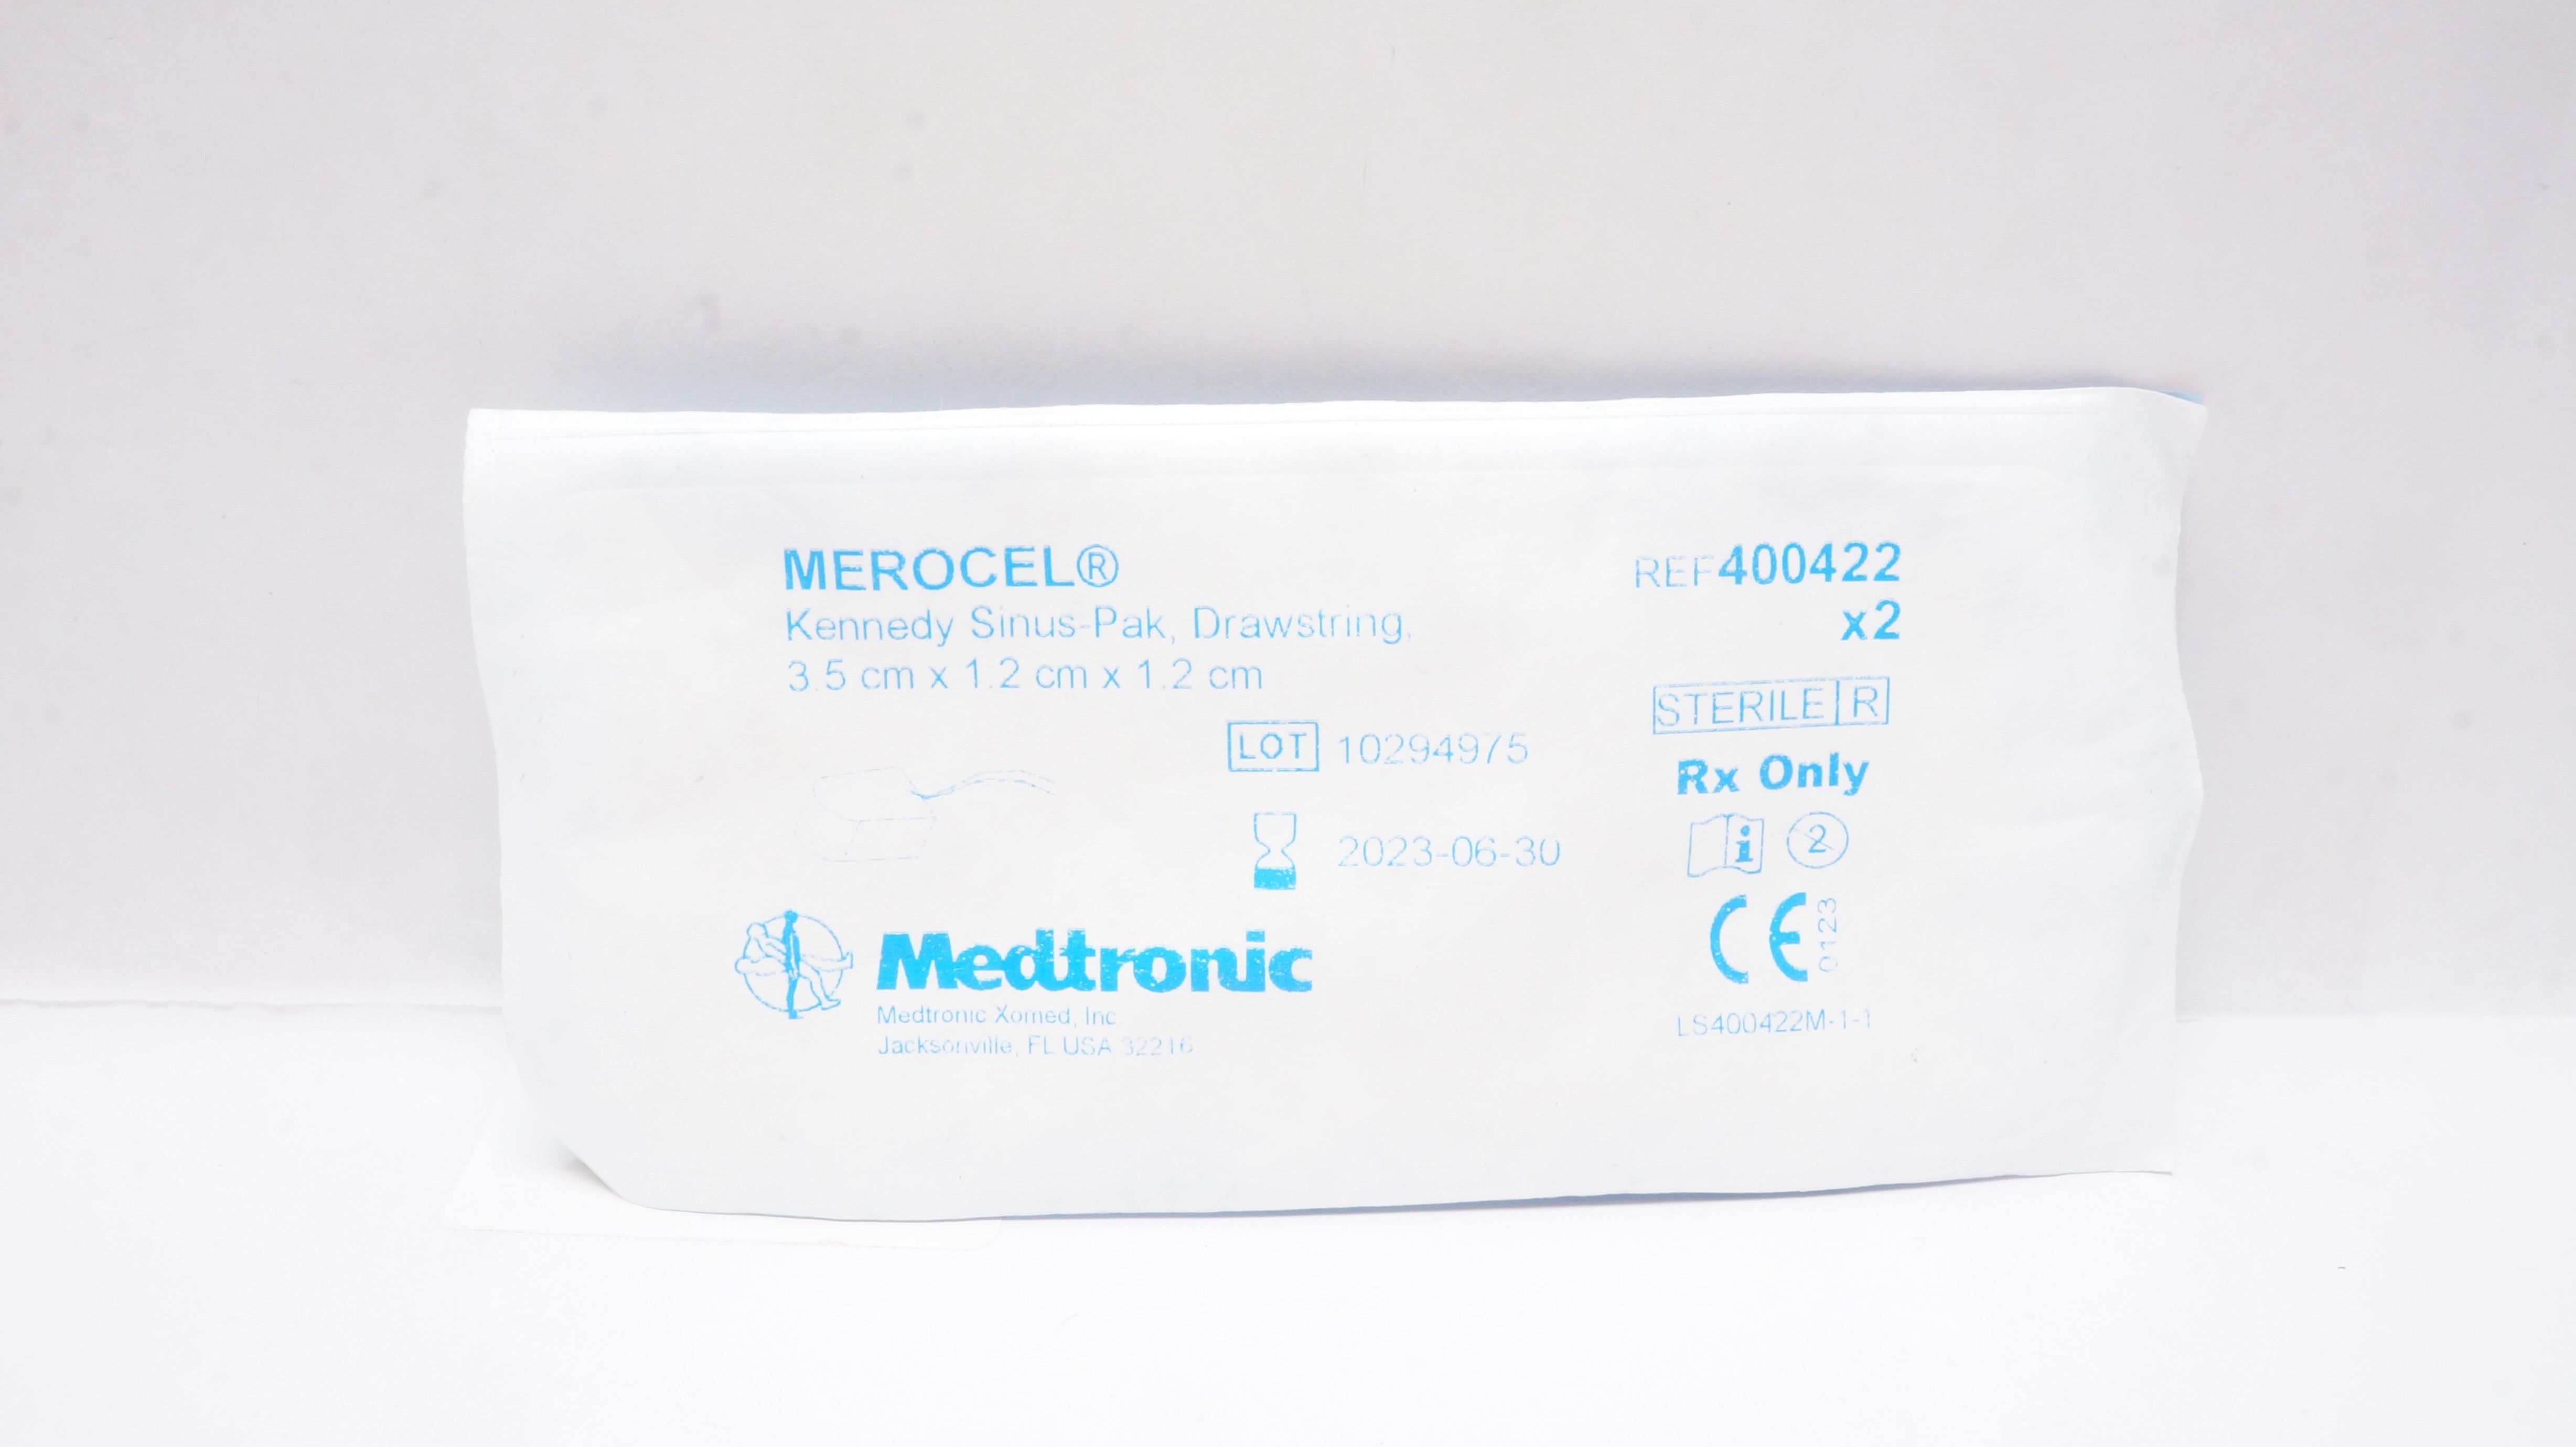 MEROCEL®
Kennedy Sinus-Pak, Drawstring,
3.5 cm x 1.2 cm x 1.2 cm
REF 400422
x2
STERILE R
LOT 10294975
Rx Only
2023-06-30
i
2
CE 0123
Medtronic
Medtronic Xomed, Inc.
Jacksonville, FL USA 32216
LS400422M-1-1